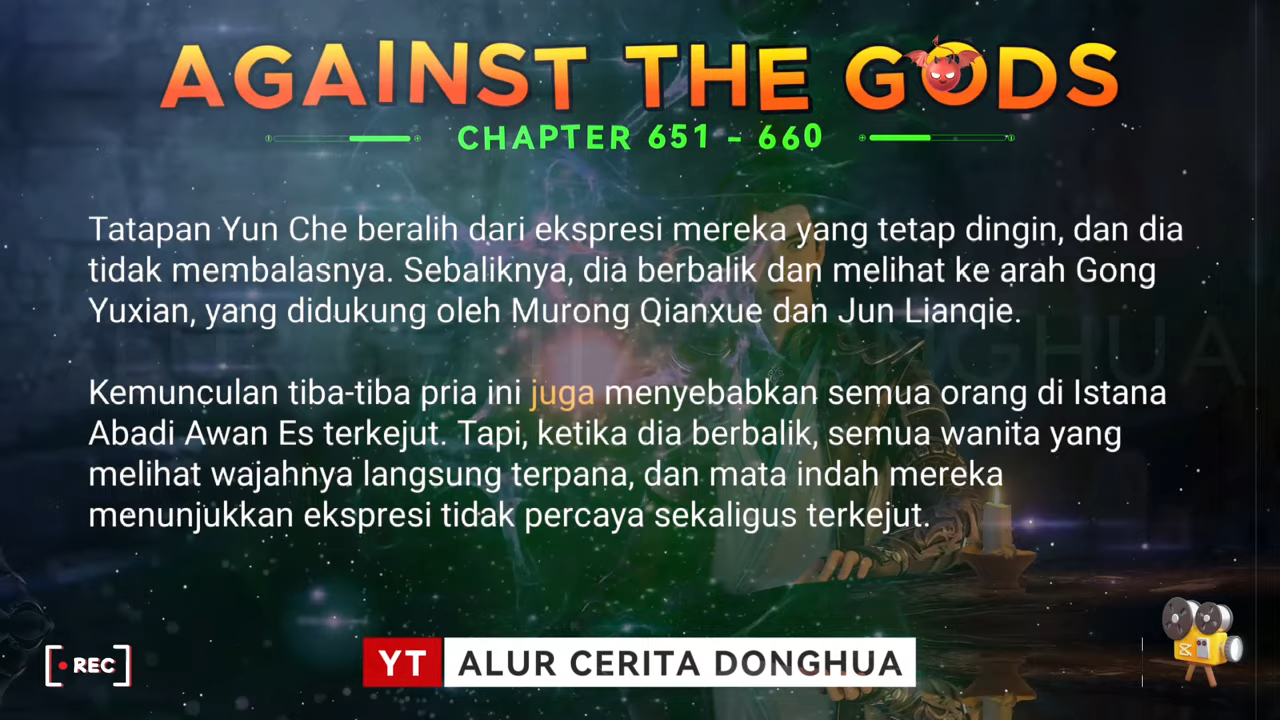 AGAINST THE GODS
CHAPTER 651 - 660
Tatapan Yun Che beralih dari ekspresi mereka yang tetap dingin, dan dia
tidak membalasnya. Sebaliknya, dia berbalik dan melihat ke arah Gong
Yuxian, yang didukung oleh Murong Qianxue dan Jun Lianqie.
Kemunculan tiba-tiba pria ini juga menyebabkan semua orang di Istana
Abadi Awan Es terkejut. Tapi, ketika dia berbalik, semua wanita yang
melihat wajahnya langsung terpana, dan mata indah mereka
menunjukkan ekspresi tidak percaya sekaligus terkejut.
REC
YT ALUR CERITA DONGHUA